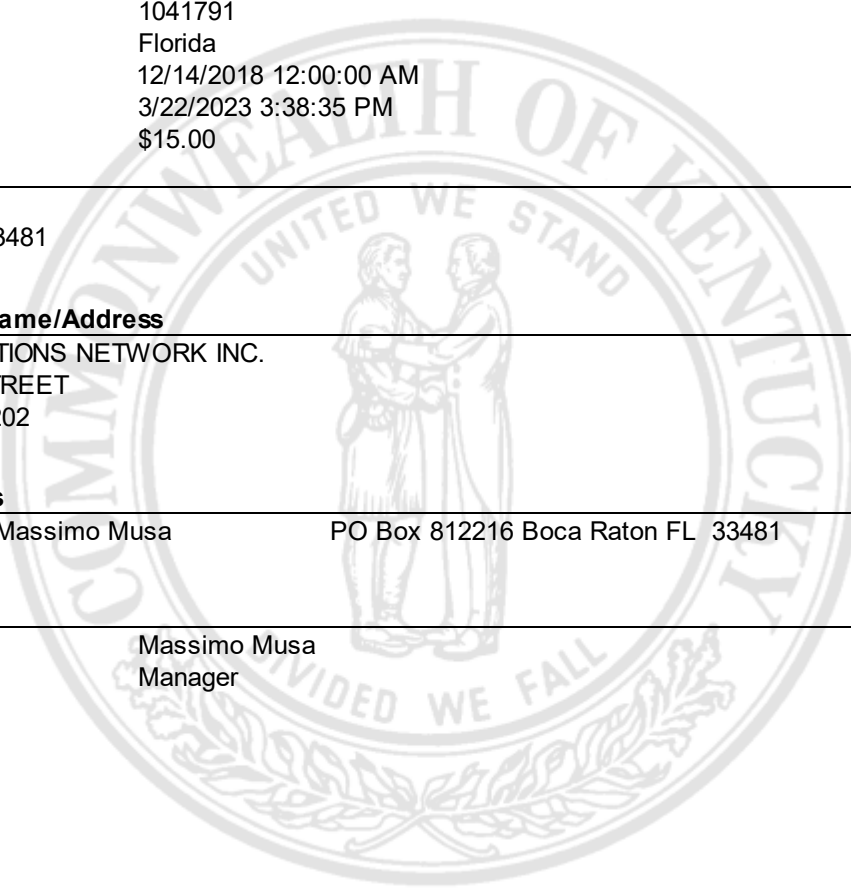 1041791
Florida
12/14/2018 12:00:00 AM
3/22/2023 3:38:35 PM
$15.00
3481
ame/Address
TIONS NETWORK INC.
TREET
202
s
Massimo Musa PO Box 812216 Boca Raton FL 33481
Massimo Musa
Manager
COMMONWEALTH OF KENTUCKY
UNITED WE STAND
DIVIDED WE FALL